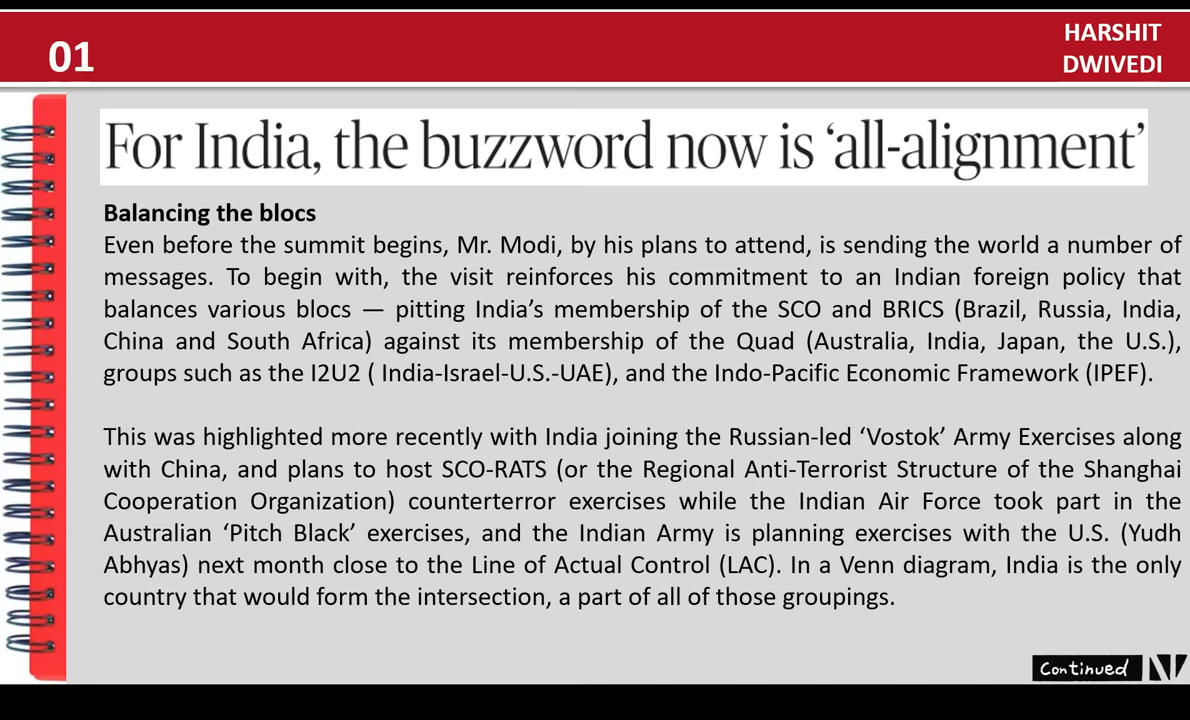 01
HARSHIT
DWIVEDI
For India, the buzzword now is ‘all-alignment’
Balancing the blocs
Even before the summit begins, Mr. Modi, by his plans to attend, is sending the world a number of
messages. To begin with, the visit reinforces his commitment to an Indian foreign policy that
balances various blocs — pitting India’s membership of the SCO and BRICS (Brazil, Russia, India,
China and South Africa) against its membership of the Quad (Australia, India, Japan, the U.S.),
groups such as the I2U2 ( India-Israel-U.S.-UAE), and the Indo-Pacific Economic Framework (IPEF).
This was highlighted more recently with India joining the Russian-led ‘Vostok’ Army Exercises along
with China, and plans to host SCO-RATS (or the Regional Anti-Terrorist Structure of the Shanghai
Cooperation Organization) counterterror exercises while the Indian Air Force took part in the
Australian ‘Pitch Black’ exercises, and the Indian Army is planning exercises with the U.S. (Yudh
Abhyas) next month close to the Line of Actual Control (LAC). In a Venn diagram, India is the only
country that would form the intersection, a part of all of those groupings.
Continued